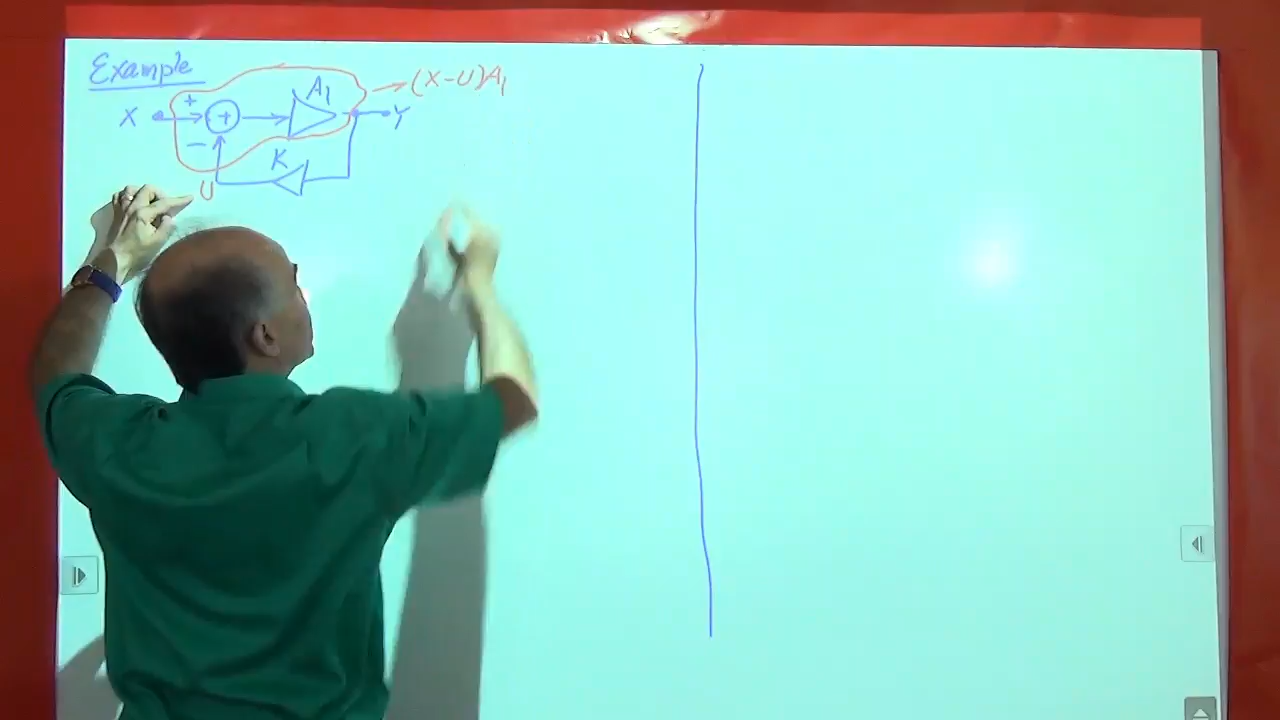 Example
A1
(X-U)A1
X + + Y
−
K
U